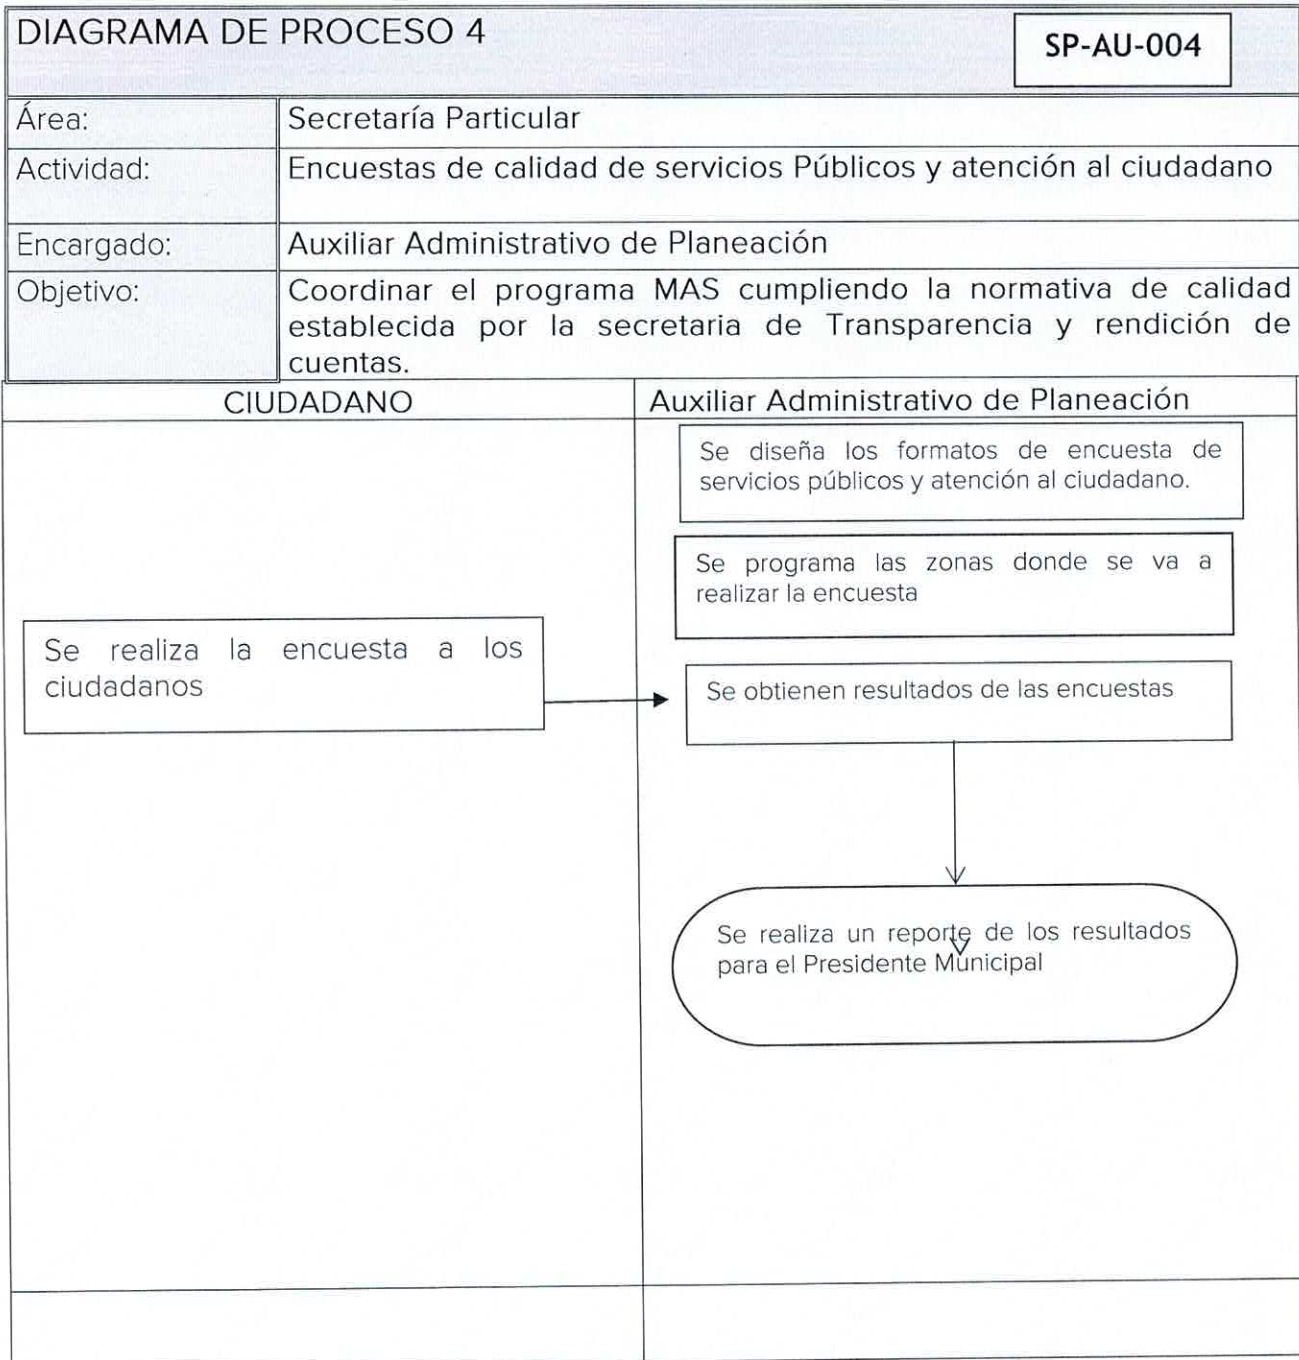 DIAGRAMA DE PROCESO 4
SP-AU-004
Área:
Secretaría Particular
Actividad:
Encuestas de calidad de servicios Públicos y atención al ciudadano
Encargado:
Auxiliar Administrativo de Planeación
Objetivo:
Coordinar el programa MAS cumpliendo la normativa de calidad
establecida por la secretaria de Transparencia y rendición de
cuentas.
CIUDADANO
Auxiliar Administrativo de Planeación
Se diseña los formatos de encuesta de
servicios públicos y atención al ciudadano.
Se programa las zonas donde se va a
realizar la encuesta
Se realiza la encuesta a los
ciudadanos
Se obtienen resultados de las encuestas
Se realiza un reporte de los resultados
para el Presidente Municipal